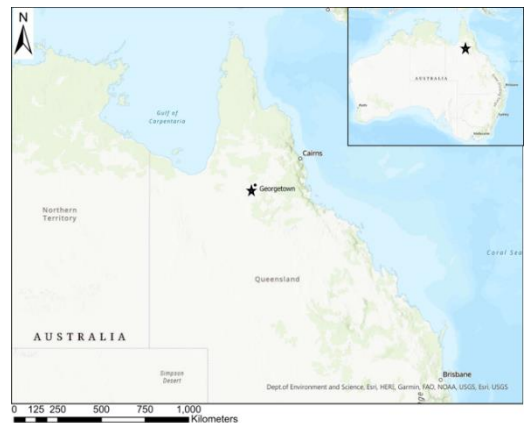 N
Gulf of
Carpentaria
Cairns
Georgetown
Northern
Territory
Queensland
Coral Sea
AUSTRALIA
Simpson
Desert
Brisbane
Dept.of Environment and Science, Esri, HERE, Garmin, FAO, NOAA, USGS, Esri, USGS
0 125 250 500 750 1,000
Kilometers
AUSTRALIA